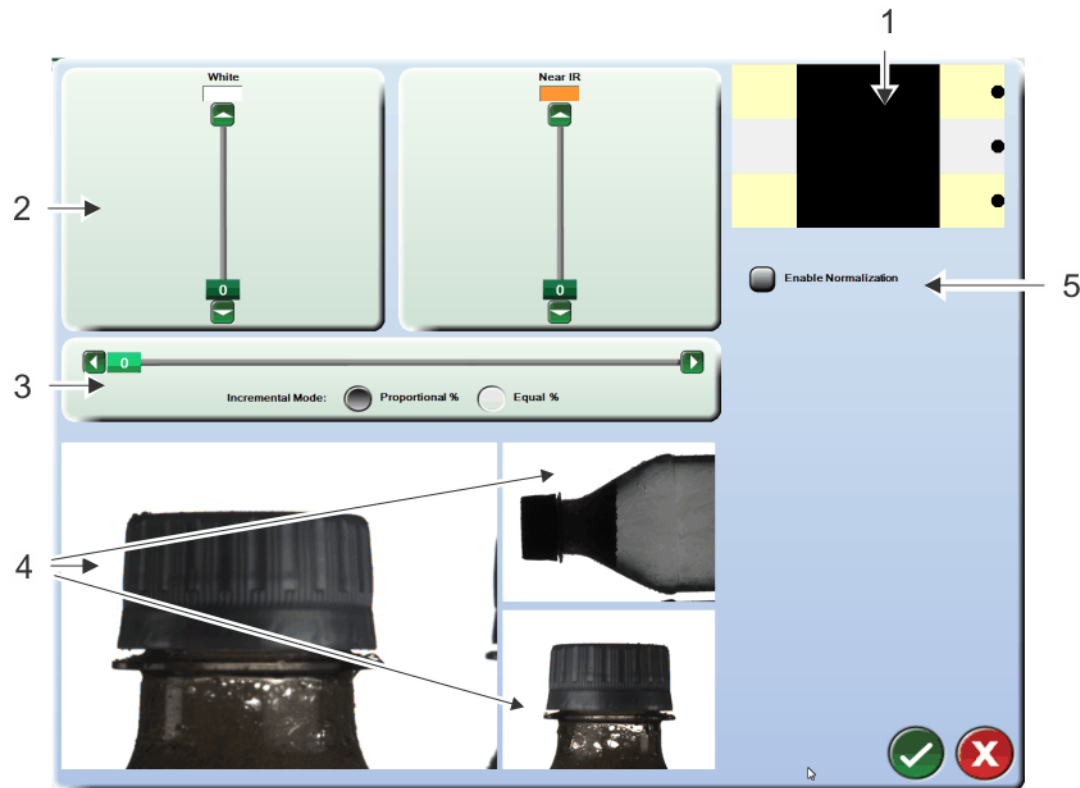 1
White
Near IR
2
0
0
Enable Normalization
5
0
3
Incremental Mode: Proportional % Equal %
4